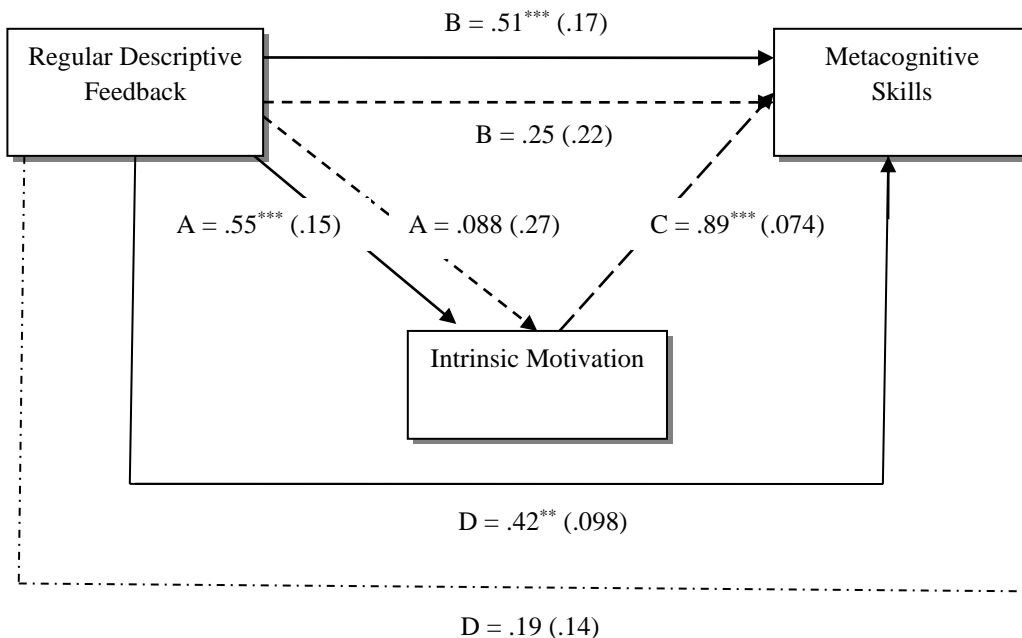 B = .51*** (.17)
Regular Descriptive
Feedback
Metacognitive
Skills
B = .25 (.22)
A = .55*** (.15)
A = .088 (.27)
C = .89*** (.074)
Intrinsic Motivation
D = .42** (.098)
D = .19 (.14)